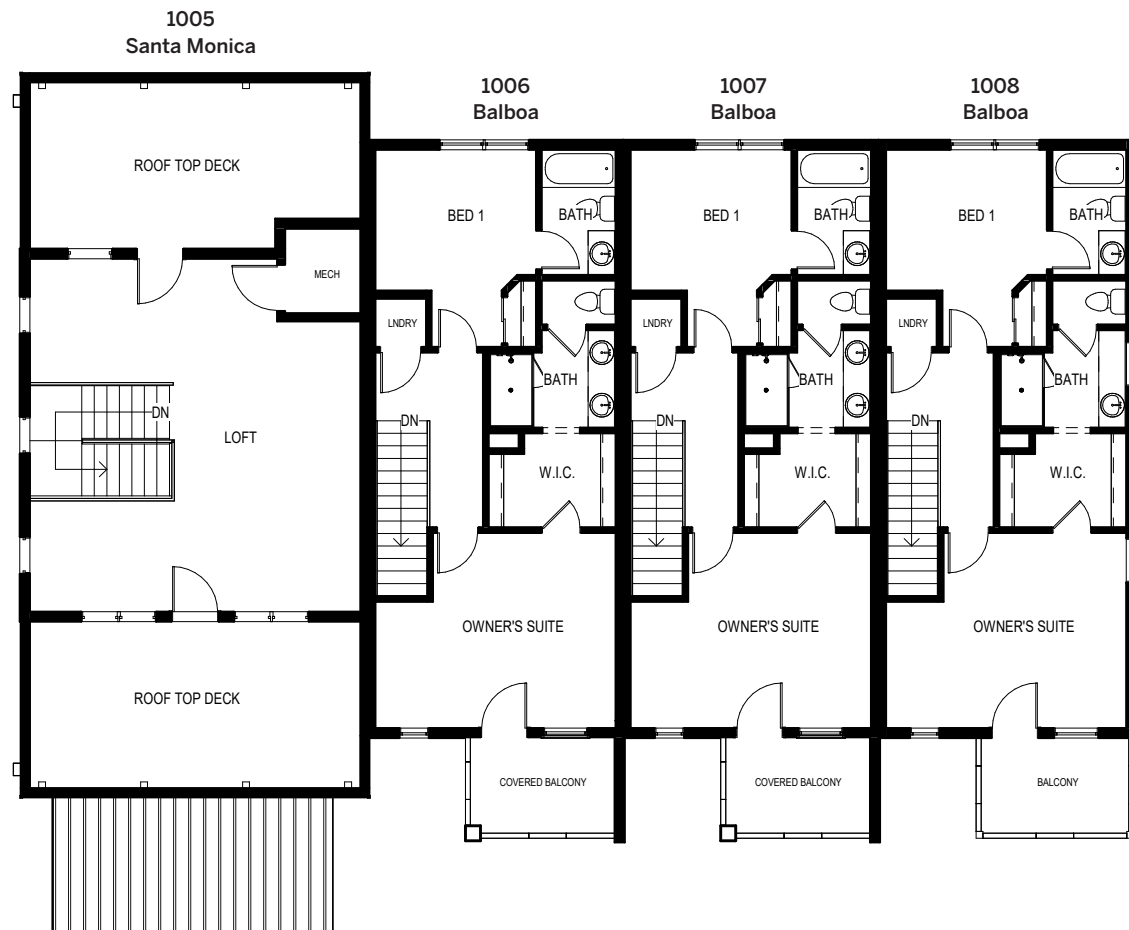 1005
Santa Monica
ROOF TOP DECK
MECH
DN
LOFT
ROOF TOP DECK
1006
Balboa
BED 1
BATH
LNDRY
BATH
DN
W.I.C.
OWNER'S SUITE
COVERED BALCONY
1007
Balboa
BED 1
BATH
LNDRY
BATH
DN
W.I.C.
OWNER'S SUITE
COVERED BALCONY
1008
Balboa
BED 1
BATH
LNDRY
BATH
DN
W.I.C.
OWNER'S SUITE
BALCONY